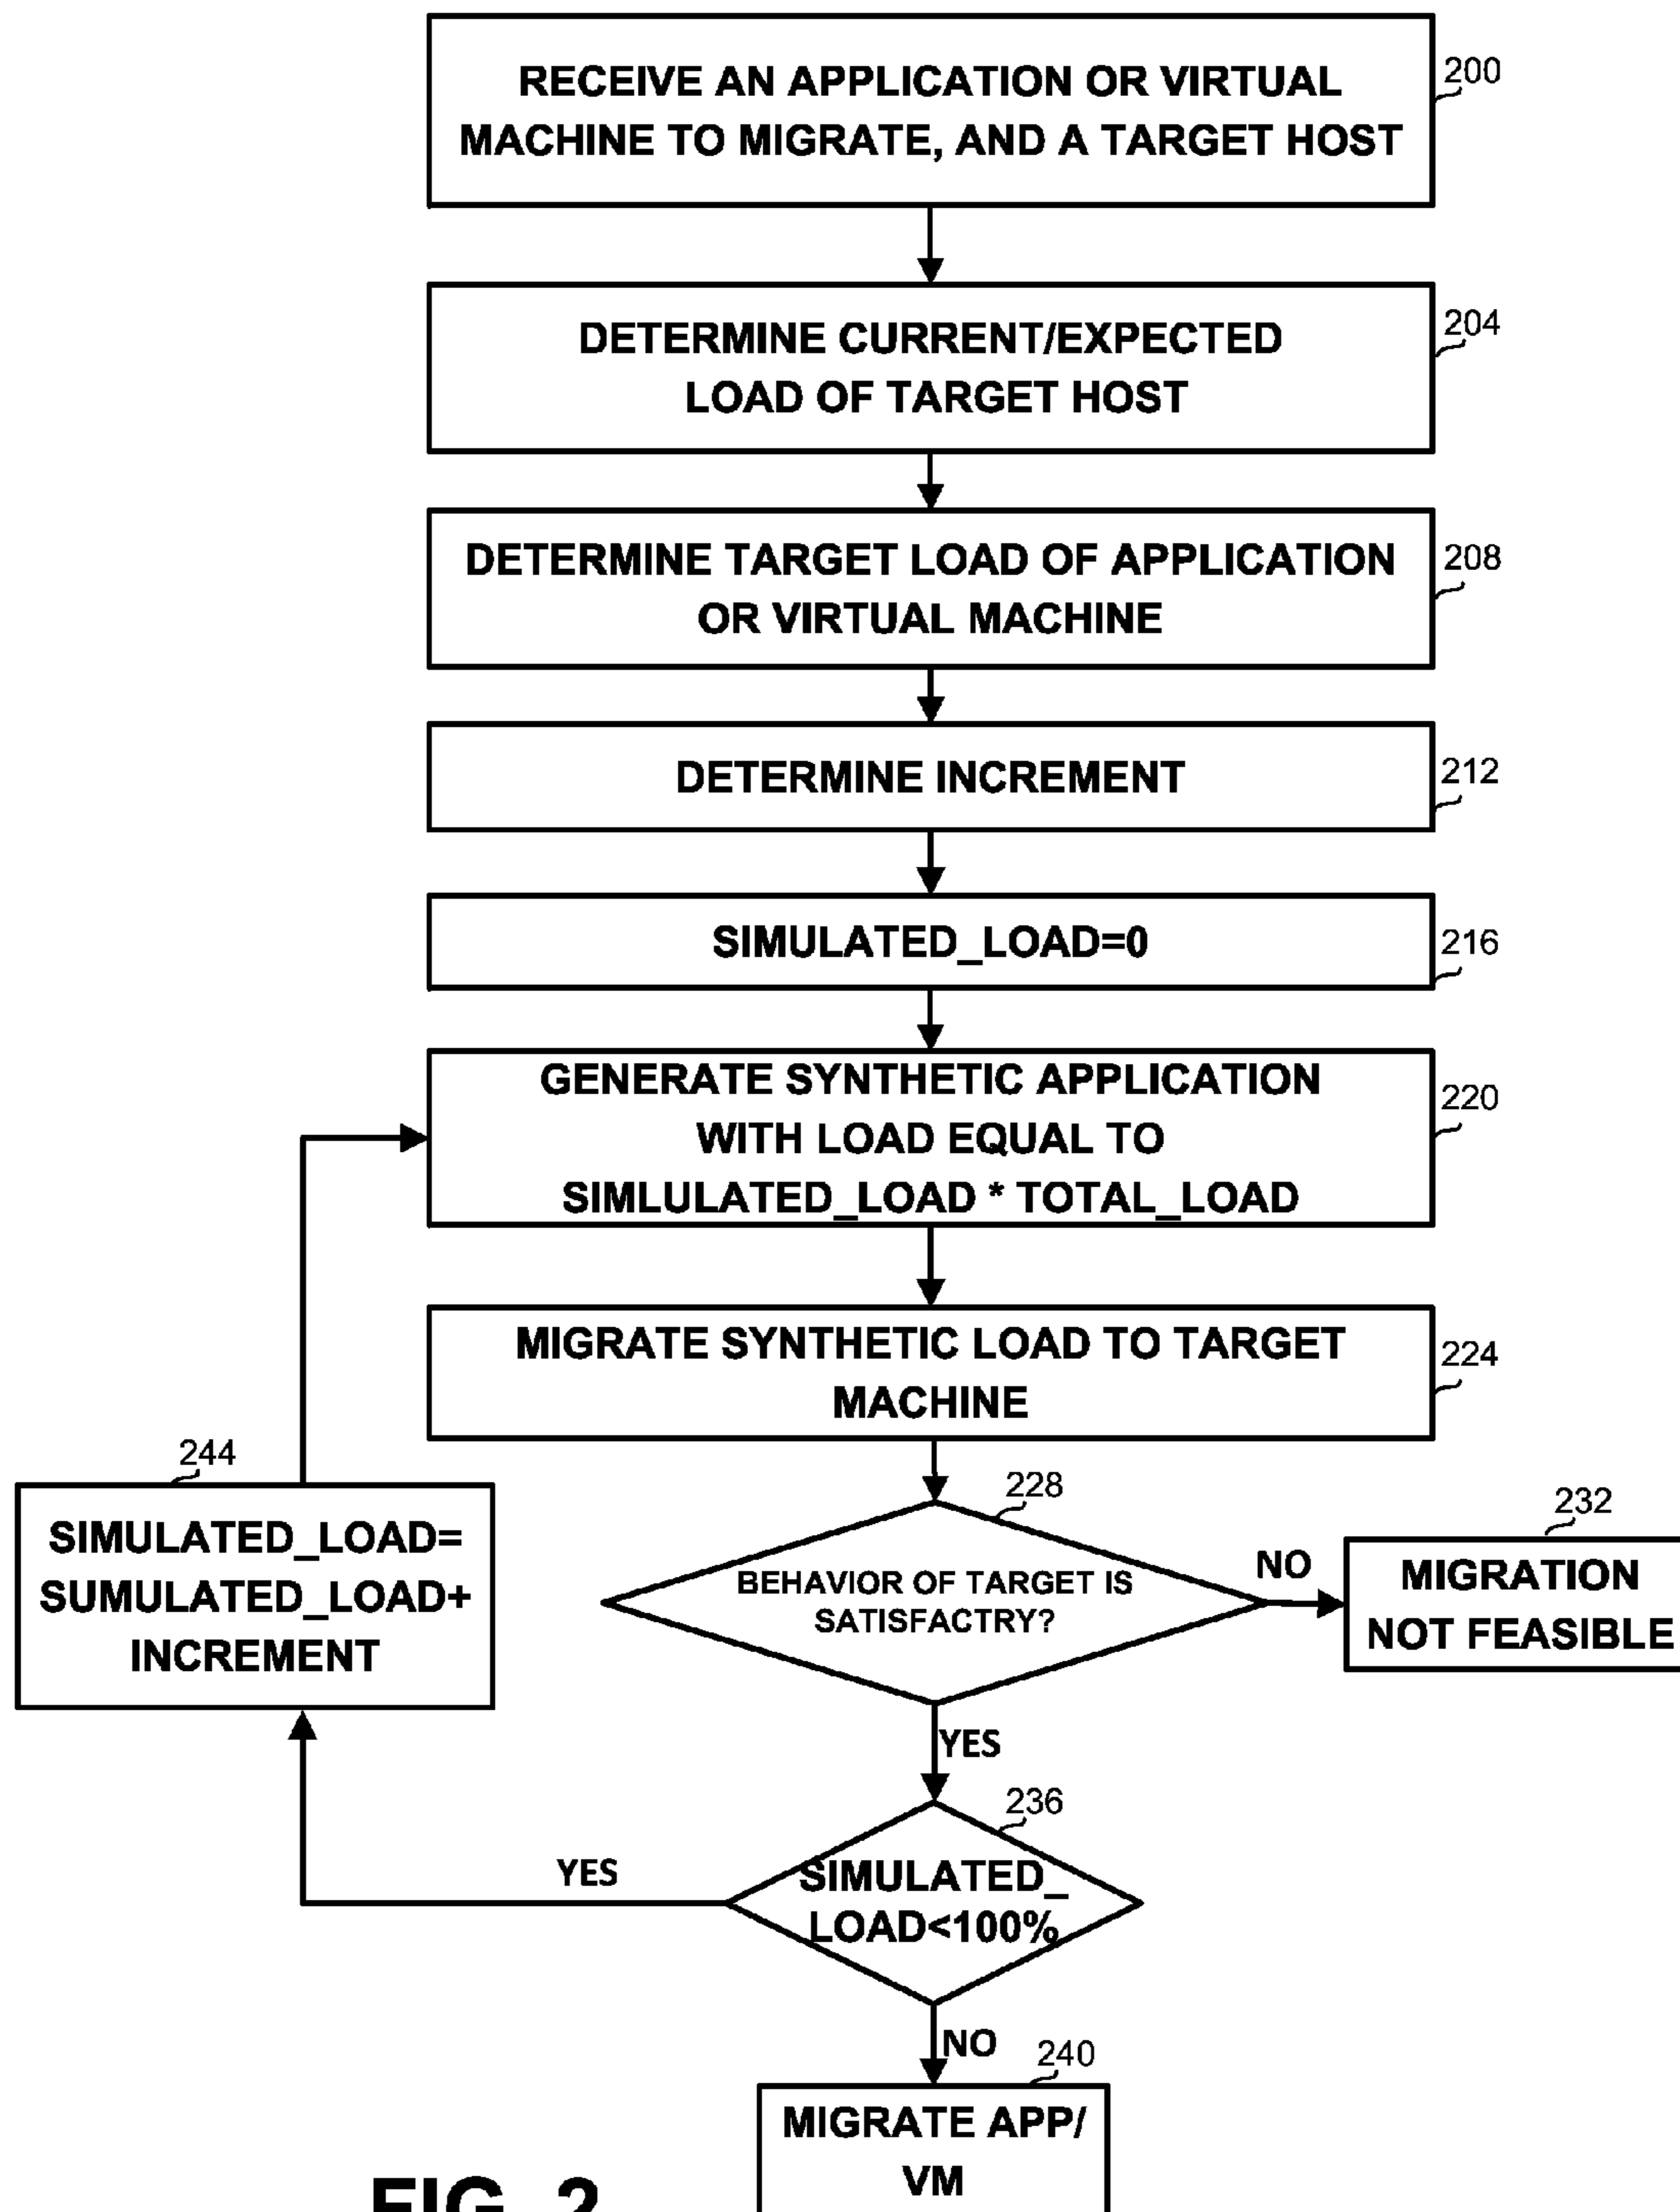 RECEIVE AN APPLICATION OR VIRTUAL
MACHINE TO MIGRATE, AND A TARGET HOST
200
DETERMINE CURRENT/EXPECTED
LOAD OF TARGET HOST
204
DETERMINE TARGET LOAD OF APPLICATION
OR VIRTUAL MACHINE
208
DETERMINE INCREMENT
212
SIMULATED_LOAD=0
216
GENERATE SYNTHETIC APPLICATION
WITH LOAD EQUAL TO
SIMLULATED_LOAD * TOTAL_LOAD
220
MIGRATE SYNTHETIC LOAD TO TARGET
MACHINE
224
244
SIMULATED_LOAD=
SUMULATED_LOAD+
INCREMENT
228
BEHAVIOR OF TARGET IS
SATISFACTRY?
NO
232
MIGRATION
NOT FEASIBLE
YES
236
SIMULATED_
LOAD<100%
YES
NO
240
MIGRATE APP/
VM
FIG. 2